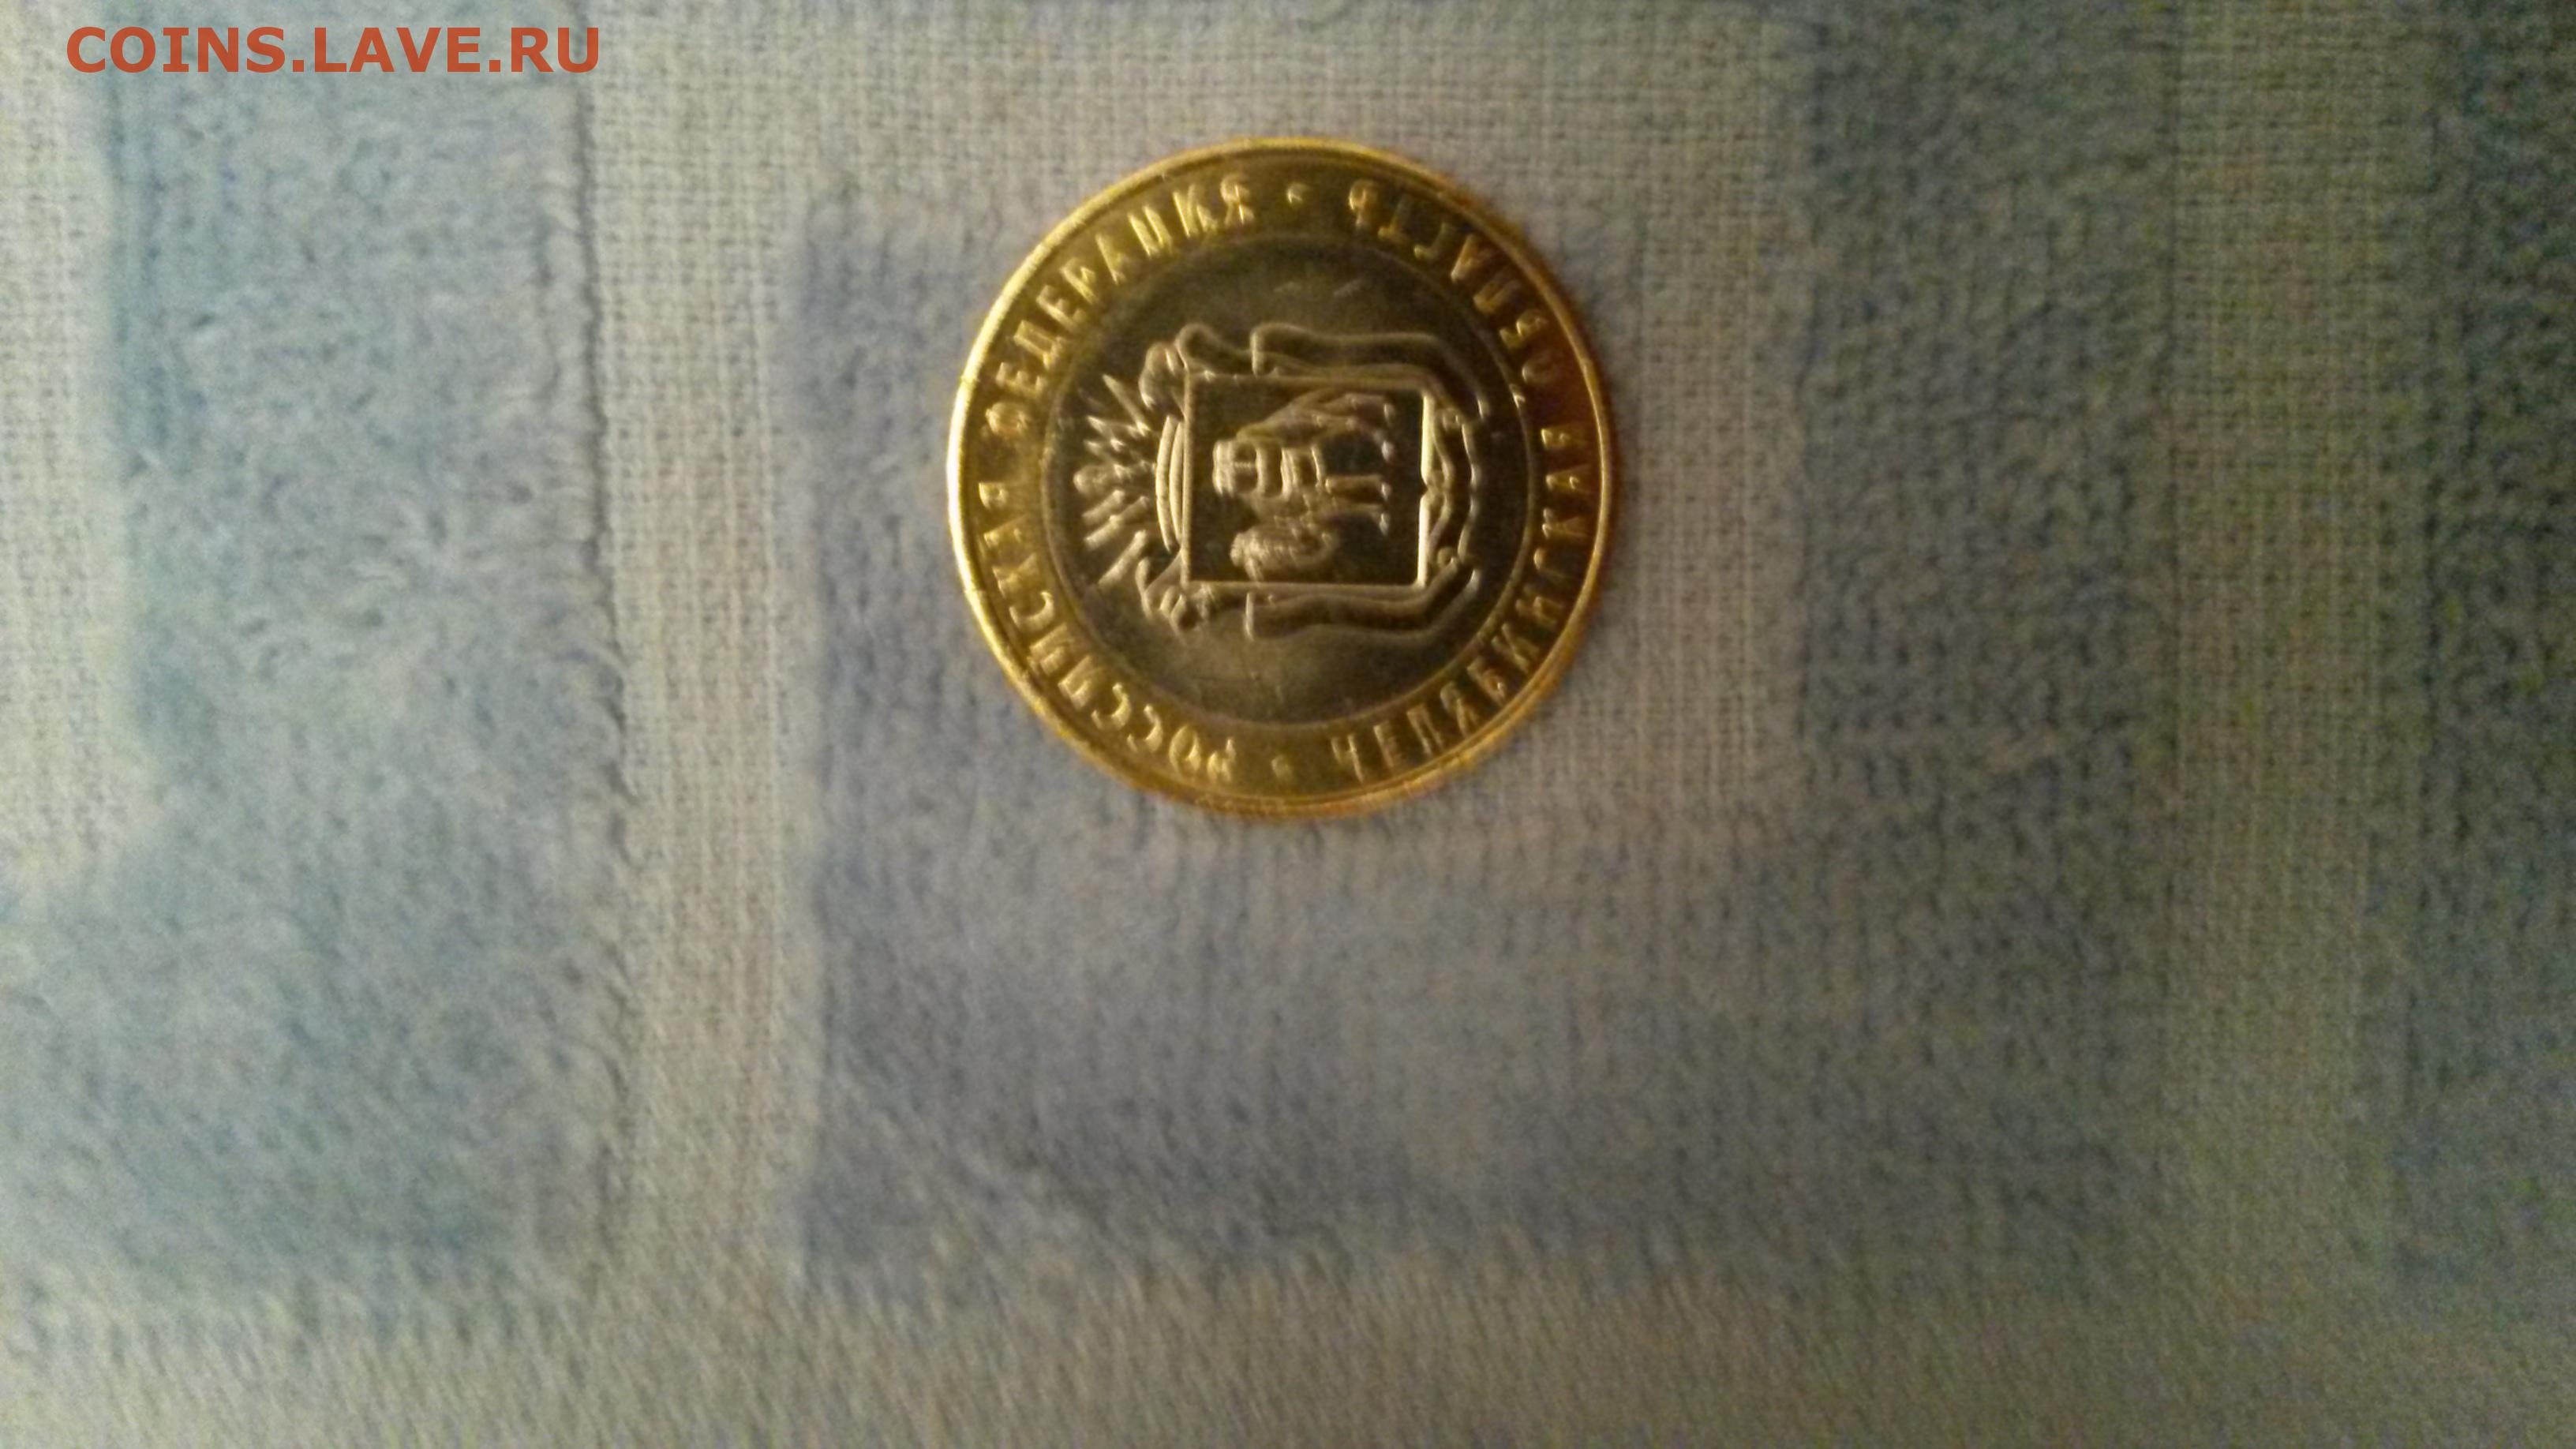 COINS.LAVE.RU
РОССИЙСКАЯ ФЕДЕРАЦИЯ
•
ЧЕЛЯБИНСКАЯ ОБЛАСТЬ
•